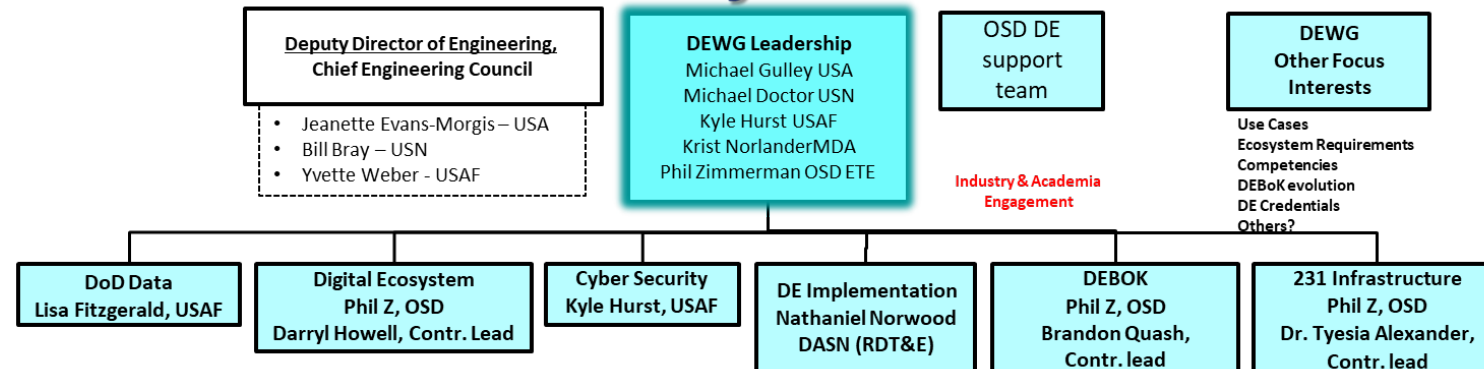 Deputy Director of Engineering,
Chief Engineering Council
• Jeanette Evans-Morgis – USA
• Bill Bray – USN
• Yvette Weber - USAF
DEWG Leadership
Michael Gulley USA
Michael Doctor USN
Kyle Hurst USAF
Krist NorlanderMDA
Phil Zimmerman OSD ETE
OSD DE
support
team
Industry & Academia
Engagement
DEWG
Other Focus
Interests
Use Cases
Ecosystem Requirements
Competencies
DEBoK evolution
DE Credentials
Others?
DoD Data
Lisa Fitzgerald, USAF
Digital Ecosystem
Phil Z, OSD
Darryl Howell, Contr. Lead
Cyber Security
Kyle Hurst, USAF
DE Implementation
Nathaniel Norwood
DASN (RDT&E)
DEBOK
Phil Z, OSD
Brandon Quash,
Contr. lead
231 Infrastructure
Phil Z, OSD
Dr. Tyesia Alexander,
Contr. lead